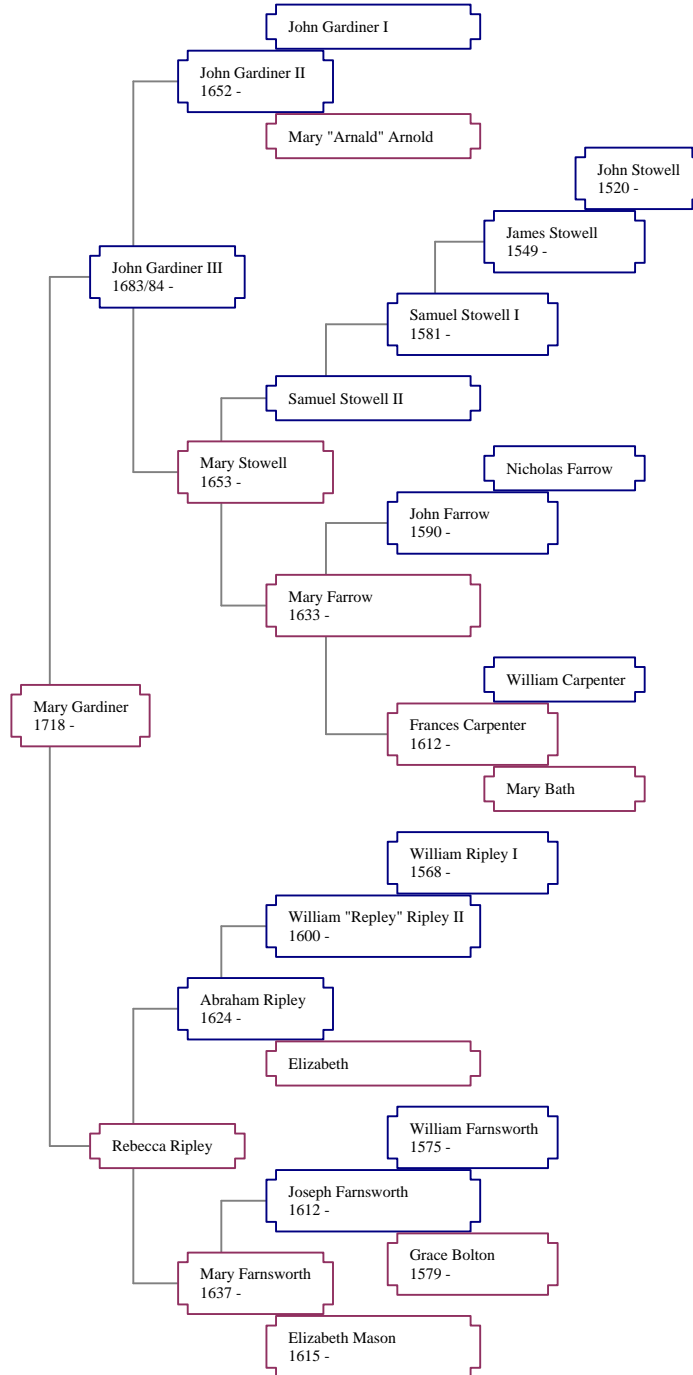 John Gardiner I
John Gardiner II
1652 -
Mary "Arnald" Arnold
John Stowell
1520 -
James Stowell
1549 -
John Gardiner III
1683/84 -
Samuel Stowell I
1581 -
Samuel Stowell II
Mary Stowell
1653 -
Nicholas Farrow
John Farrow
1590 -
Mary Farrow
1633 -
William Carpenter
Mary Gardiner
1718 -
Frances Carpenter
1612 -
Mary Bath
William Ripley I
1568 -
William "Repley" Ripley II
1600 -
Abraham Ripley
1624 -
Elizabeth
William Farnsworth
1575 -
Rebecca Ripley
Joseph Farnsworth
1612 -
Grace Bolton
1579 -
Mary Farnsworth
1637 -
Elizabeth Mason
1615 -